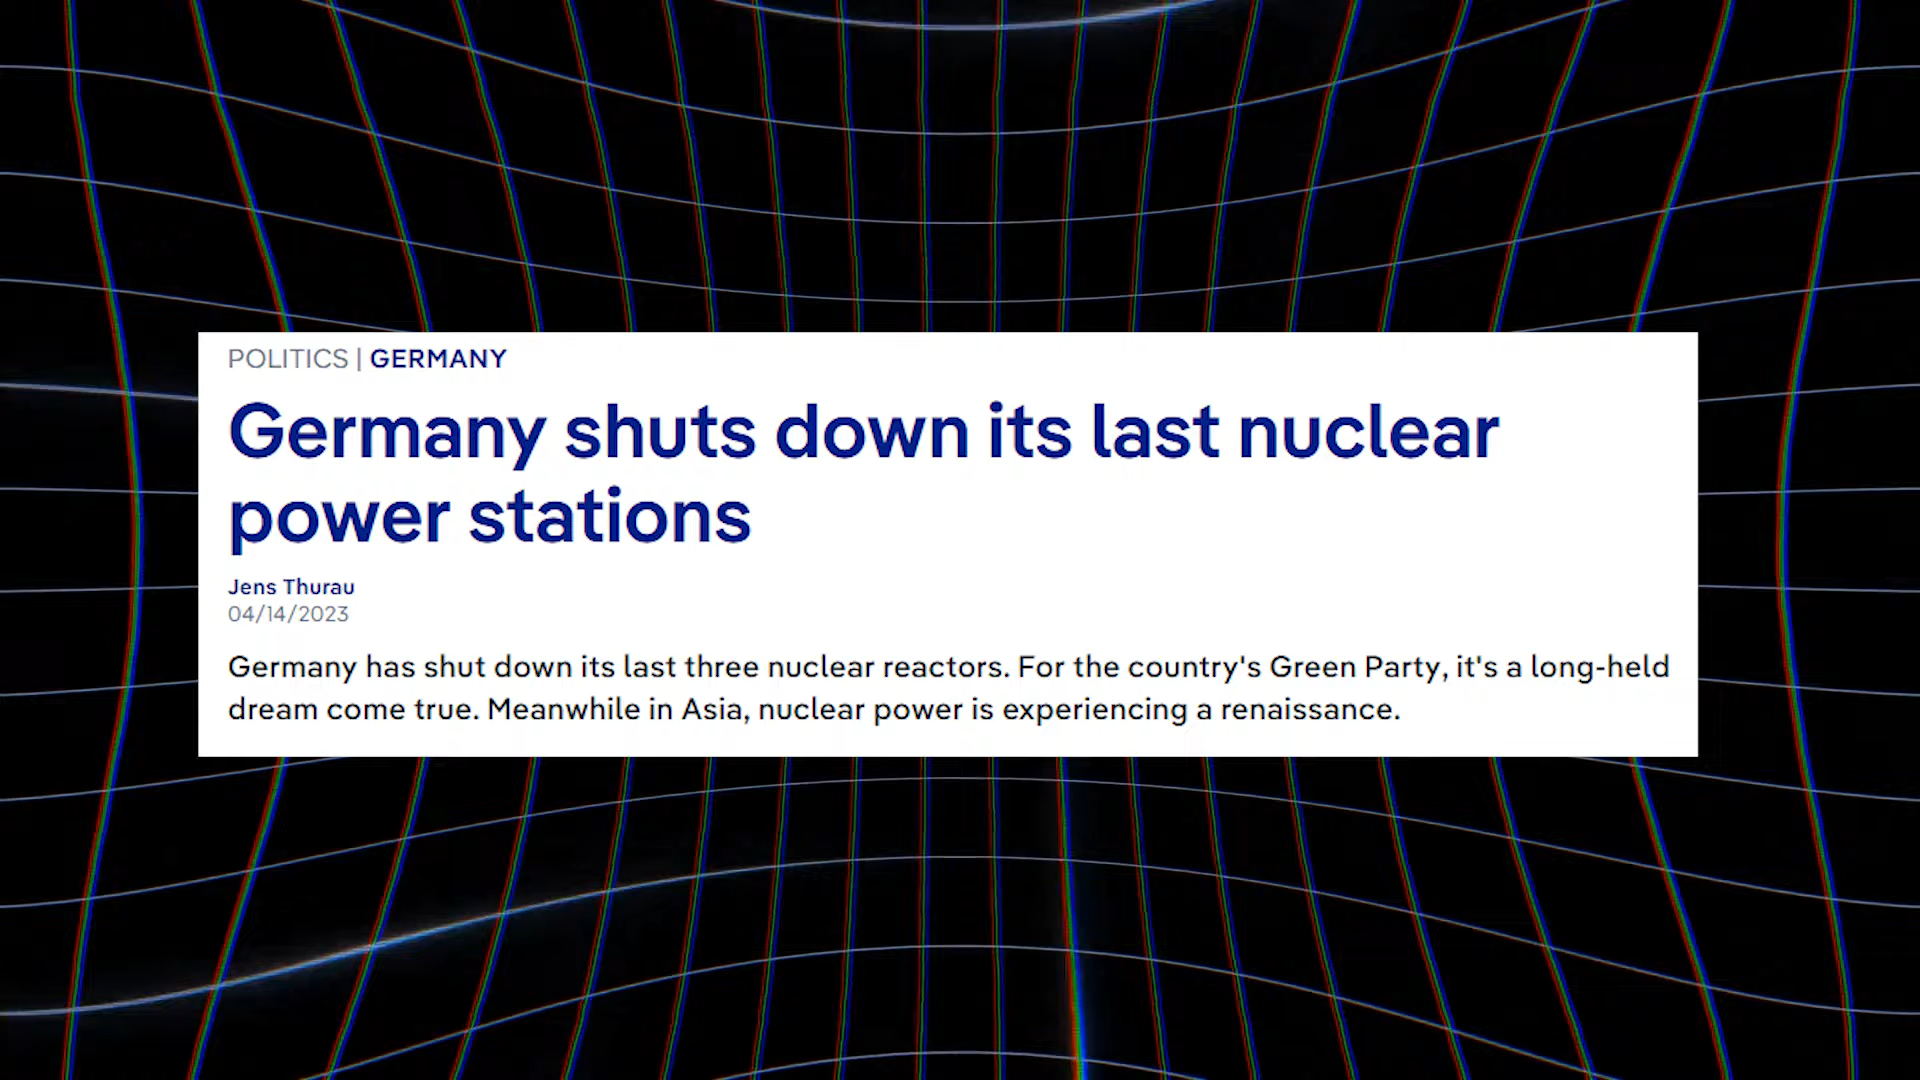 POLITICS | GERMANY
Germany shuts down its last nuclear
power stations
Jens Thurau
04/14/2023
Germany has shut down its last three nuclear reactors. For the country's Green Party, it's a long-held
dream come true. Meanwhile in Asia, nuclear power is experiencing a renaissance.